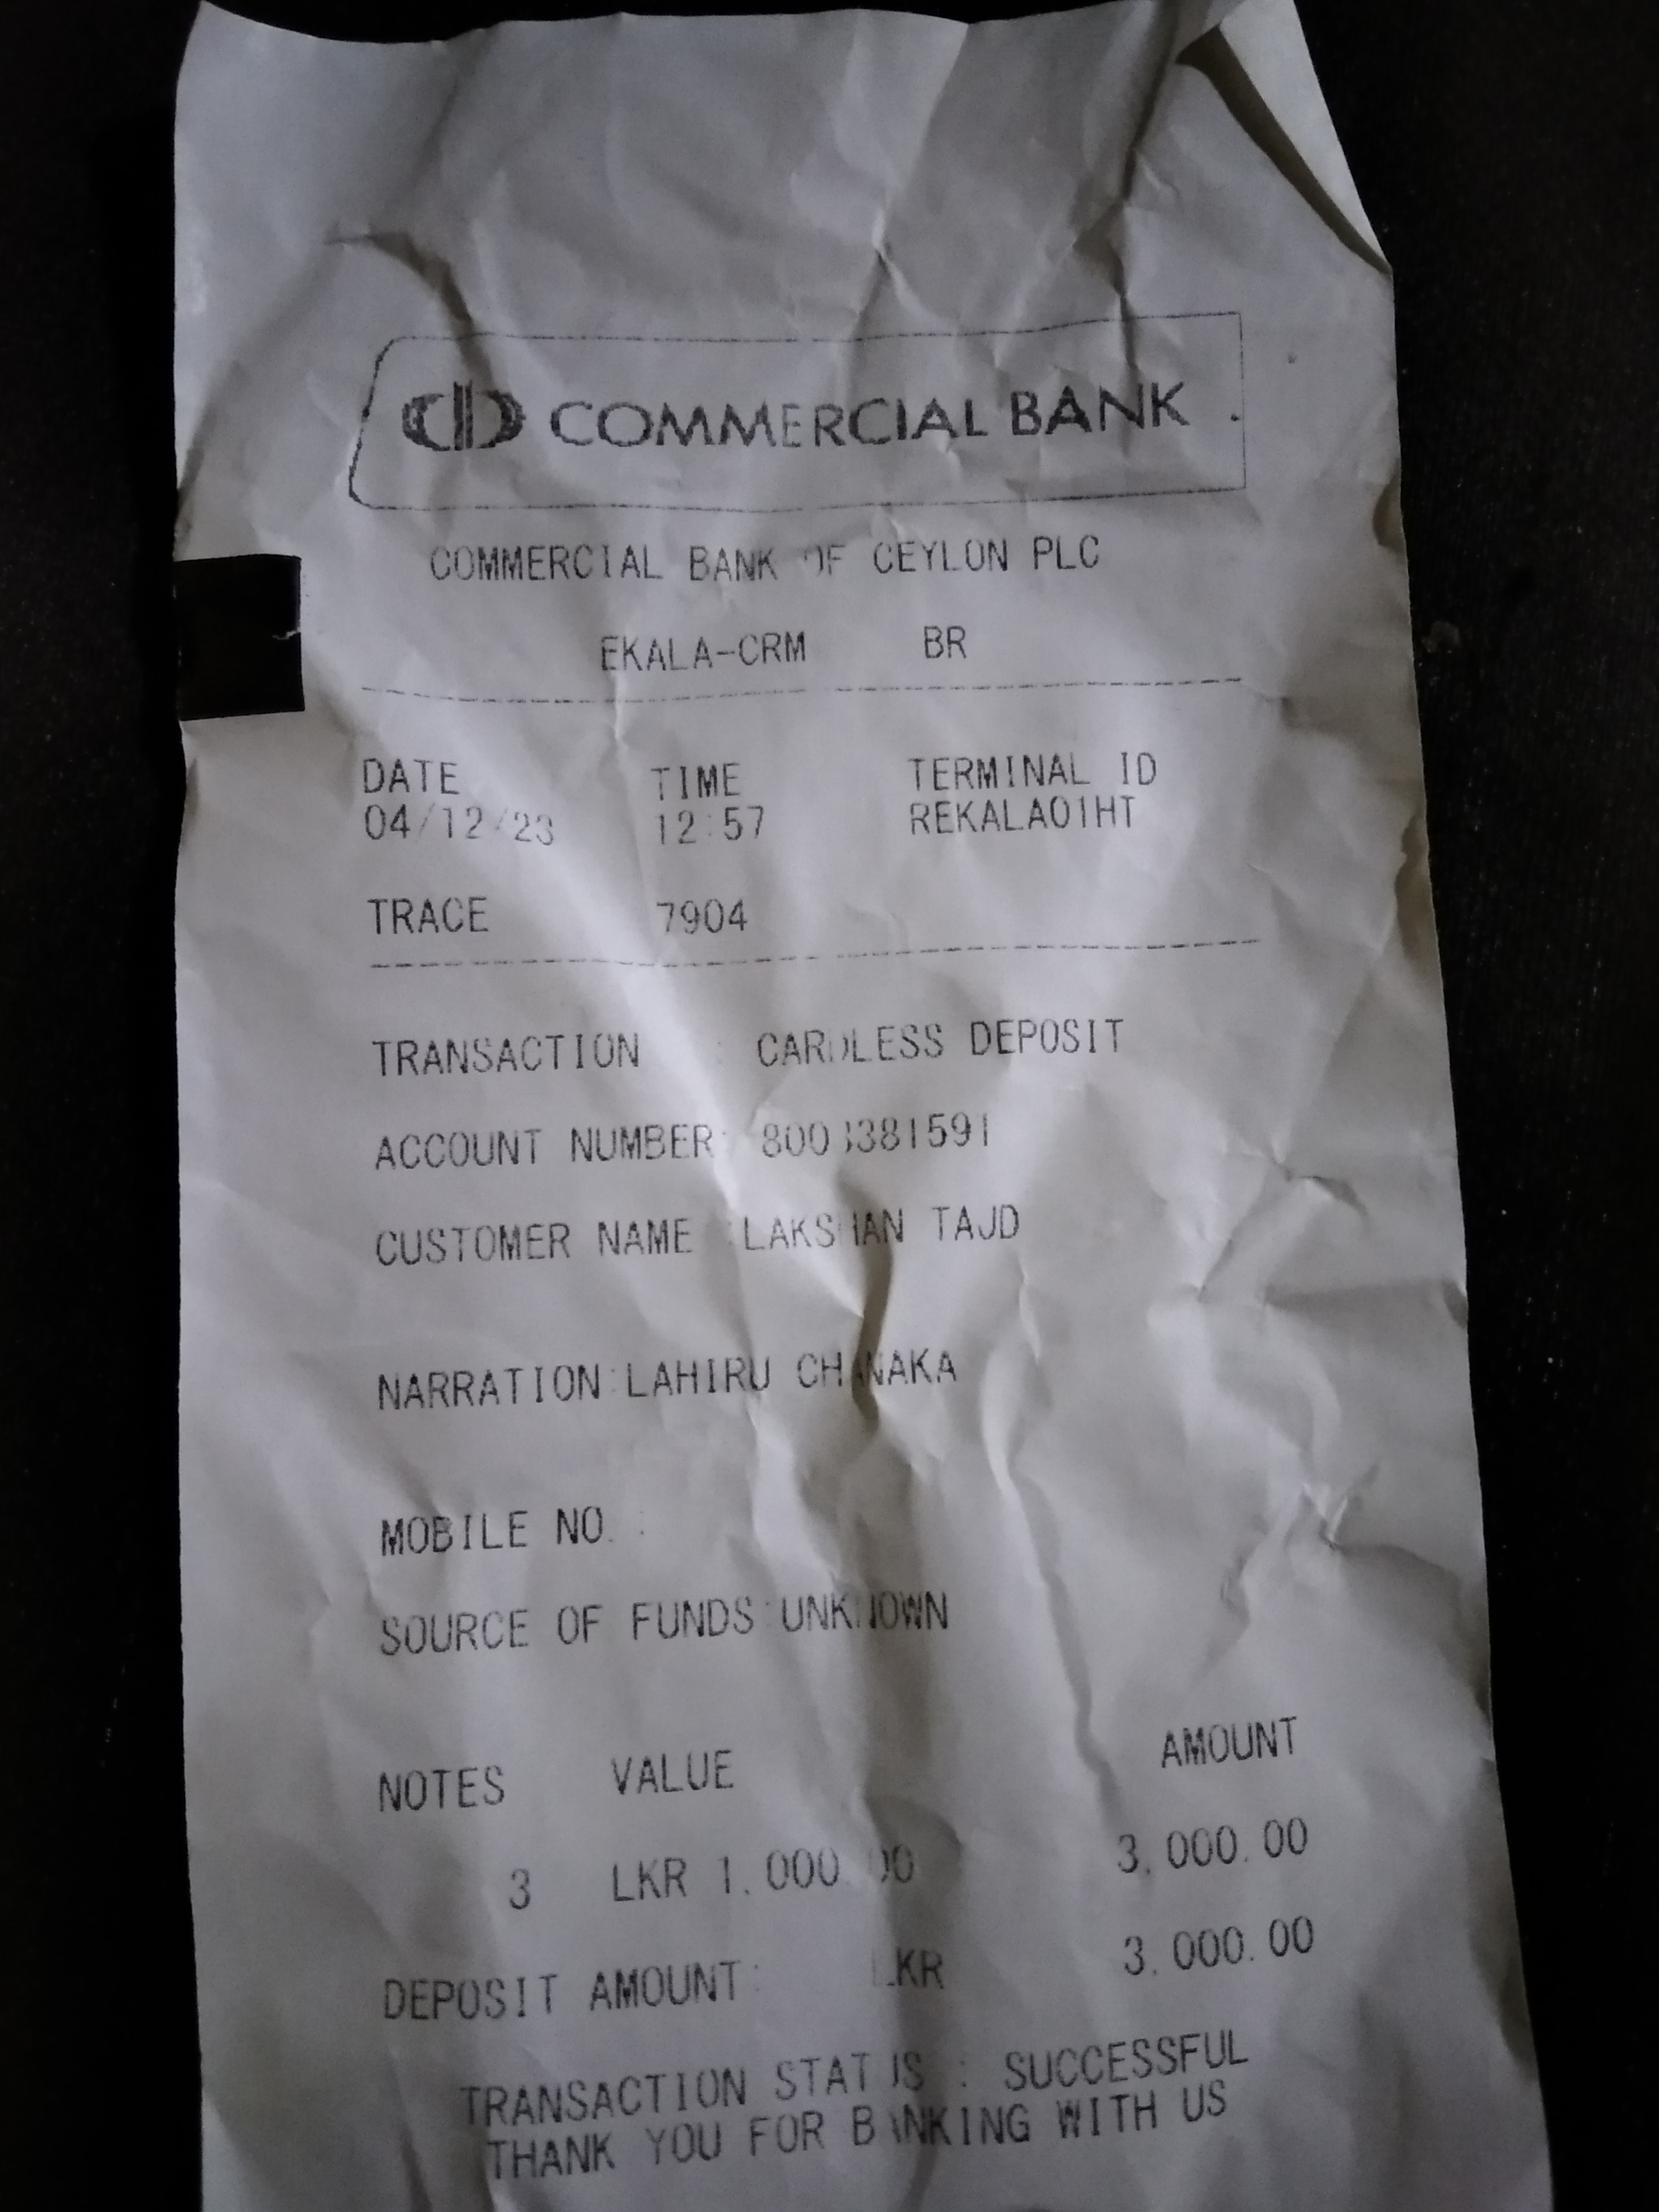 COMMERCIAL BANK
COMMERCIAL BANK OF CEYLON PLC
EKALA-CRM BR
DATE TIME TERMINAL ID
04/12/23 12:57 REKALA01HT
TRACE 7904
TRANSACTION : CARDLESS DEPOSIT
ACCOUNT NUMBER:
CUSTOMER NAME :LAKSHAN TAJD
NARRATION:LAHIRU CHANAKA
MOBILE NO. :
SOURCE OF FUNDS:UNKNOWN
NOTES VALUE AMOUNT
3 LKR 1,000.00 3,000.00
DEPOSIT AMOUNT: LKR 3,000.00
TRANSACTION STATUS : SUCCESSFUL
THANK YOU FOR BANKING WITH US